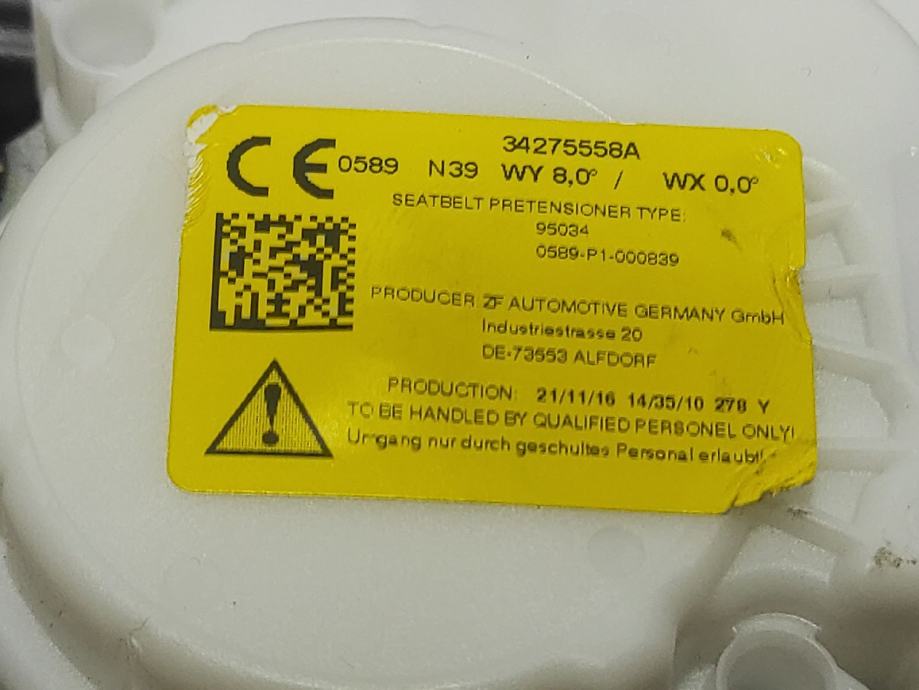 34275558A
CE 0589 N39 WY 8,0° / WX 0,0°
SEATBELT PRETENSIONER TYPE:
95034
0589-P1-000839
PRODUCER ZF AUTOMOTIVE GERMANY GmbH
Industriestrasse 20
DE-73553 ALFDORF
PRODUCTION: 21/11/16 14/35/10 278 Y
TO BE HANDLED BY QUALIFIED PERSONEL ONLY!
Umgang nur durch geschultes Personal erlaubt!